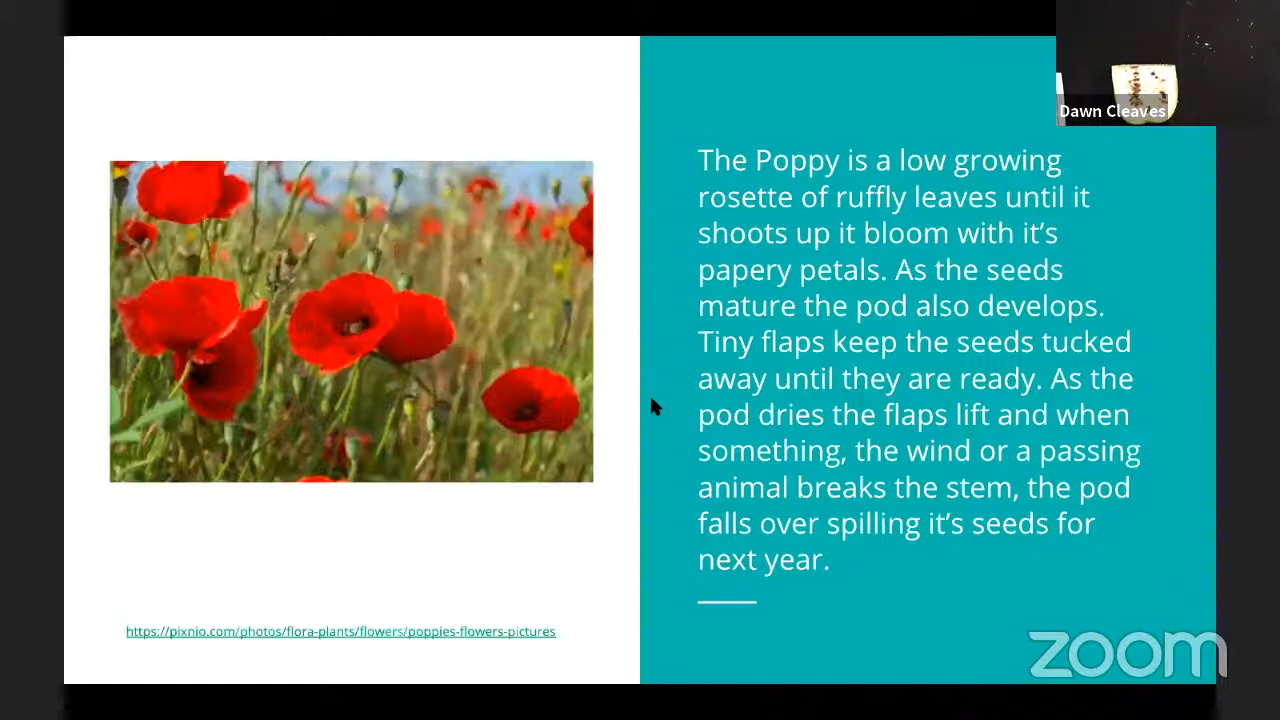 Dawn Cleaves
The Poppy is a low growing
rosette of ruffly leaves until it
shoots up it bloom with it's
papery petals. As the seeds
mature the pod also develops.
Tiny flaps keep the seeds tucked
away until they are ready. As the
pod dries the flaps lift and when
something, the wind or a passing
animal breaks the stem, the pod
falls over spilling it's seeds for
next year.
https://pixnio.com/photos/flora-plants/flowers/poppies-flowers-pictures
zoom